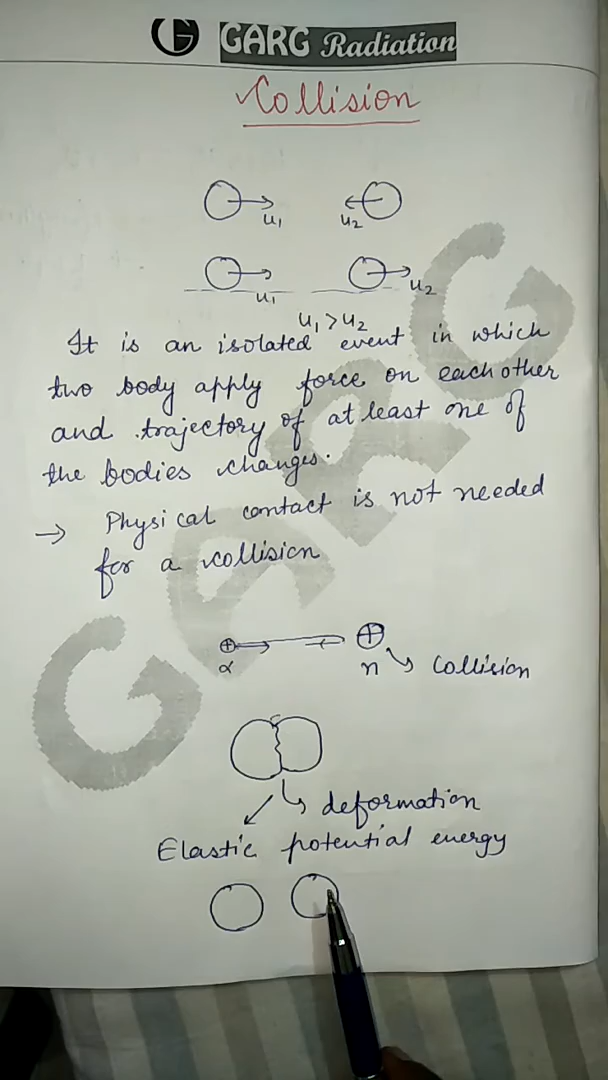 G GARG Radiation
Collision
u₁ u₂
u₁ u₂
u₁ > u₂
It is an isolated event in which
two body apply force on each other
and trajectory of at least one of
the bodies changes.
→ Physical contact is not needed
for a collision
⊕ ⊕
α n Collision
deformation
Elastic potential energy
GARG